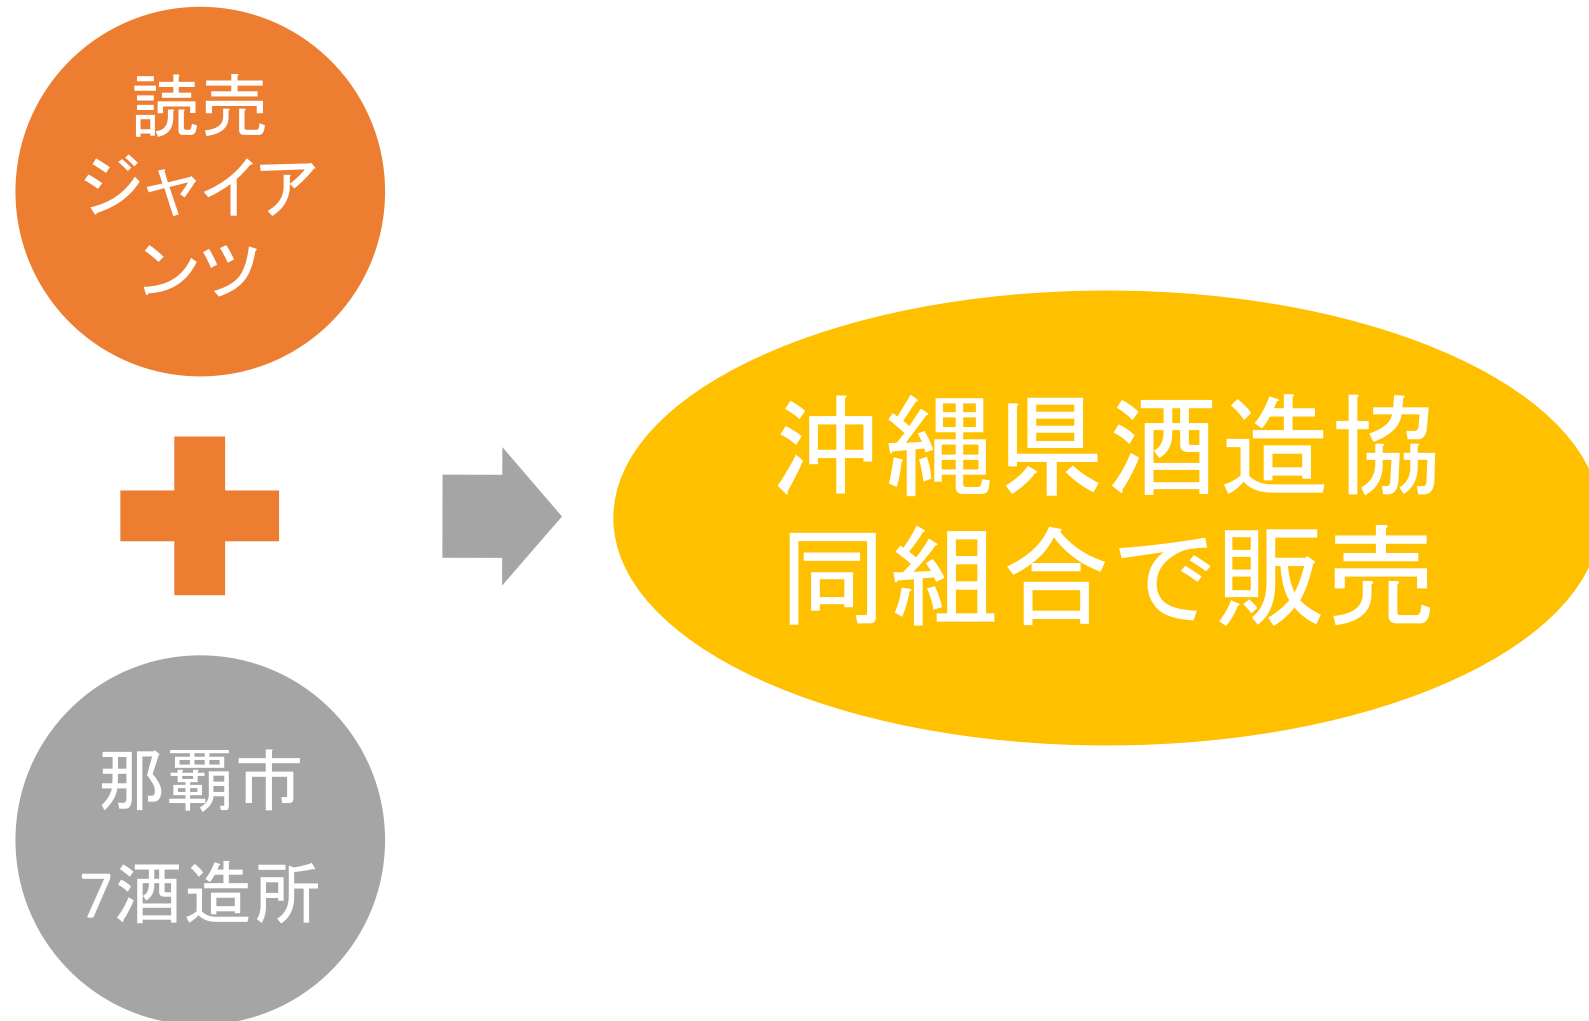 読売
ジャイア
ンツ
那覇市
7酒造所
沖縄県酒造協
同組合で販売